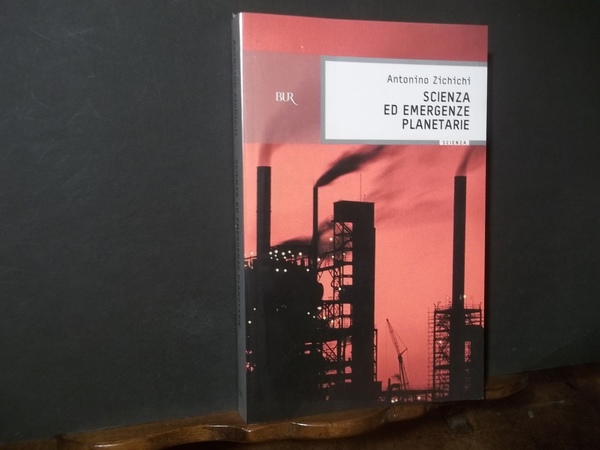 Antonino Zichichi
SCIENZA
ED EMERGENZE
PLANETARIE
SCIENZA
BUR